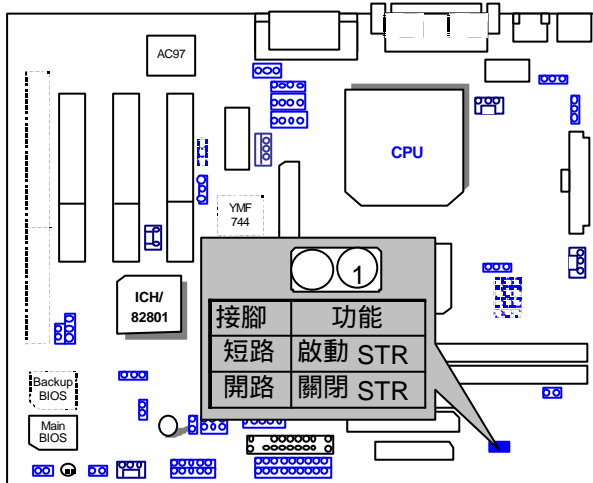 AC97
CPU
YMF
744
1
ICH/
82801
接腳 功能
短路 啟動 STR
開路 關閉 STR
Backup
BIOS
Main
BIOS